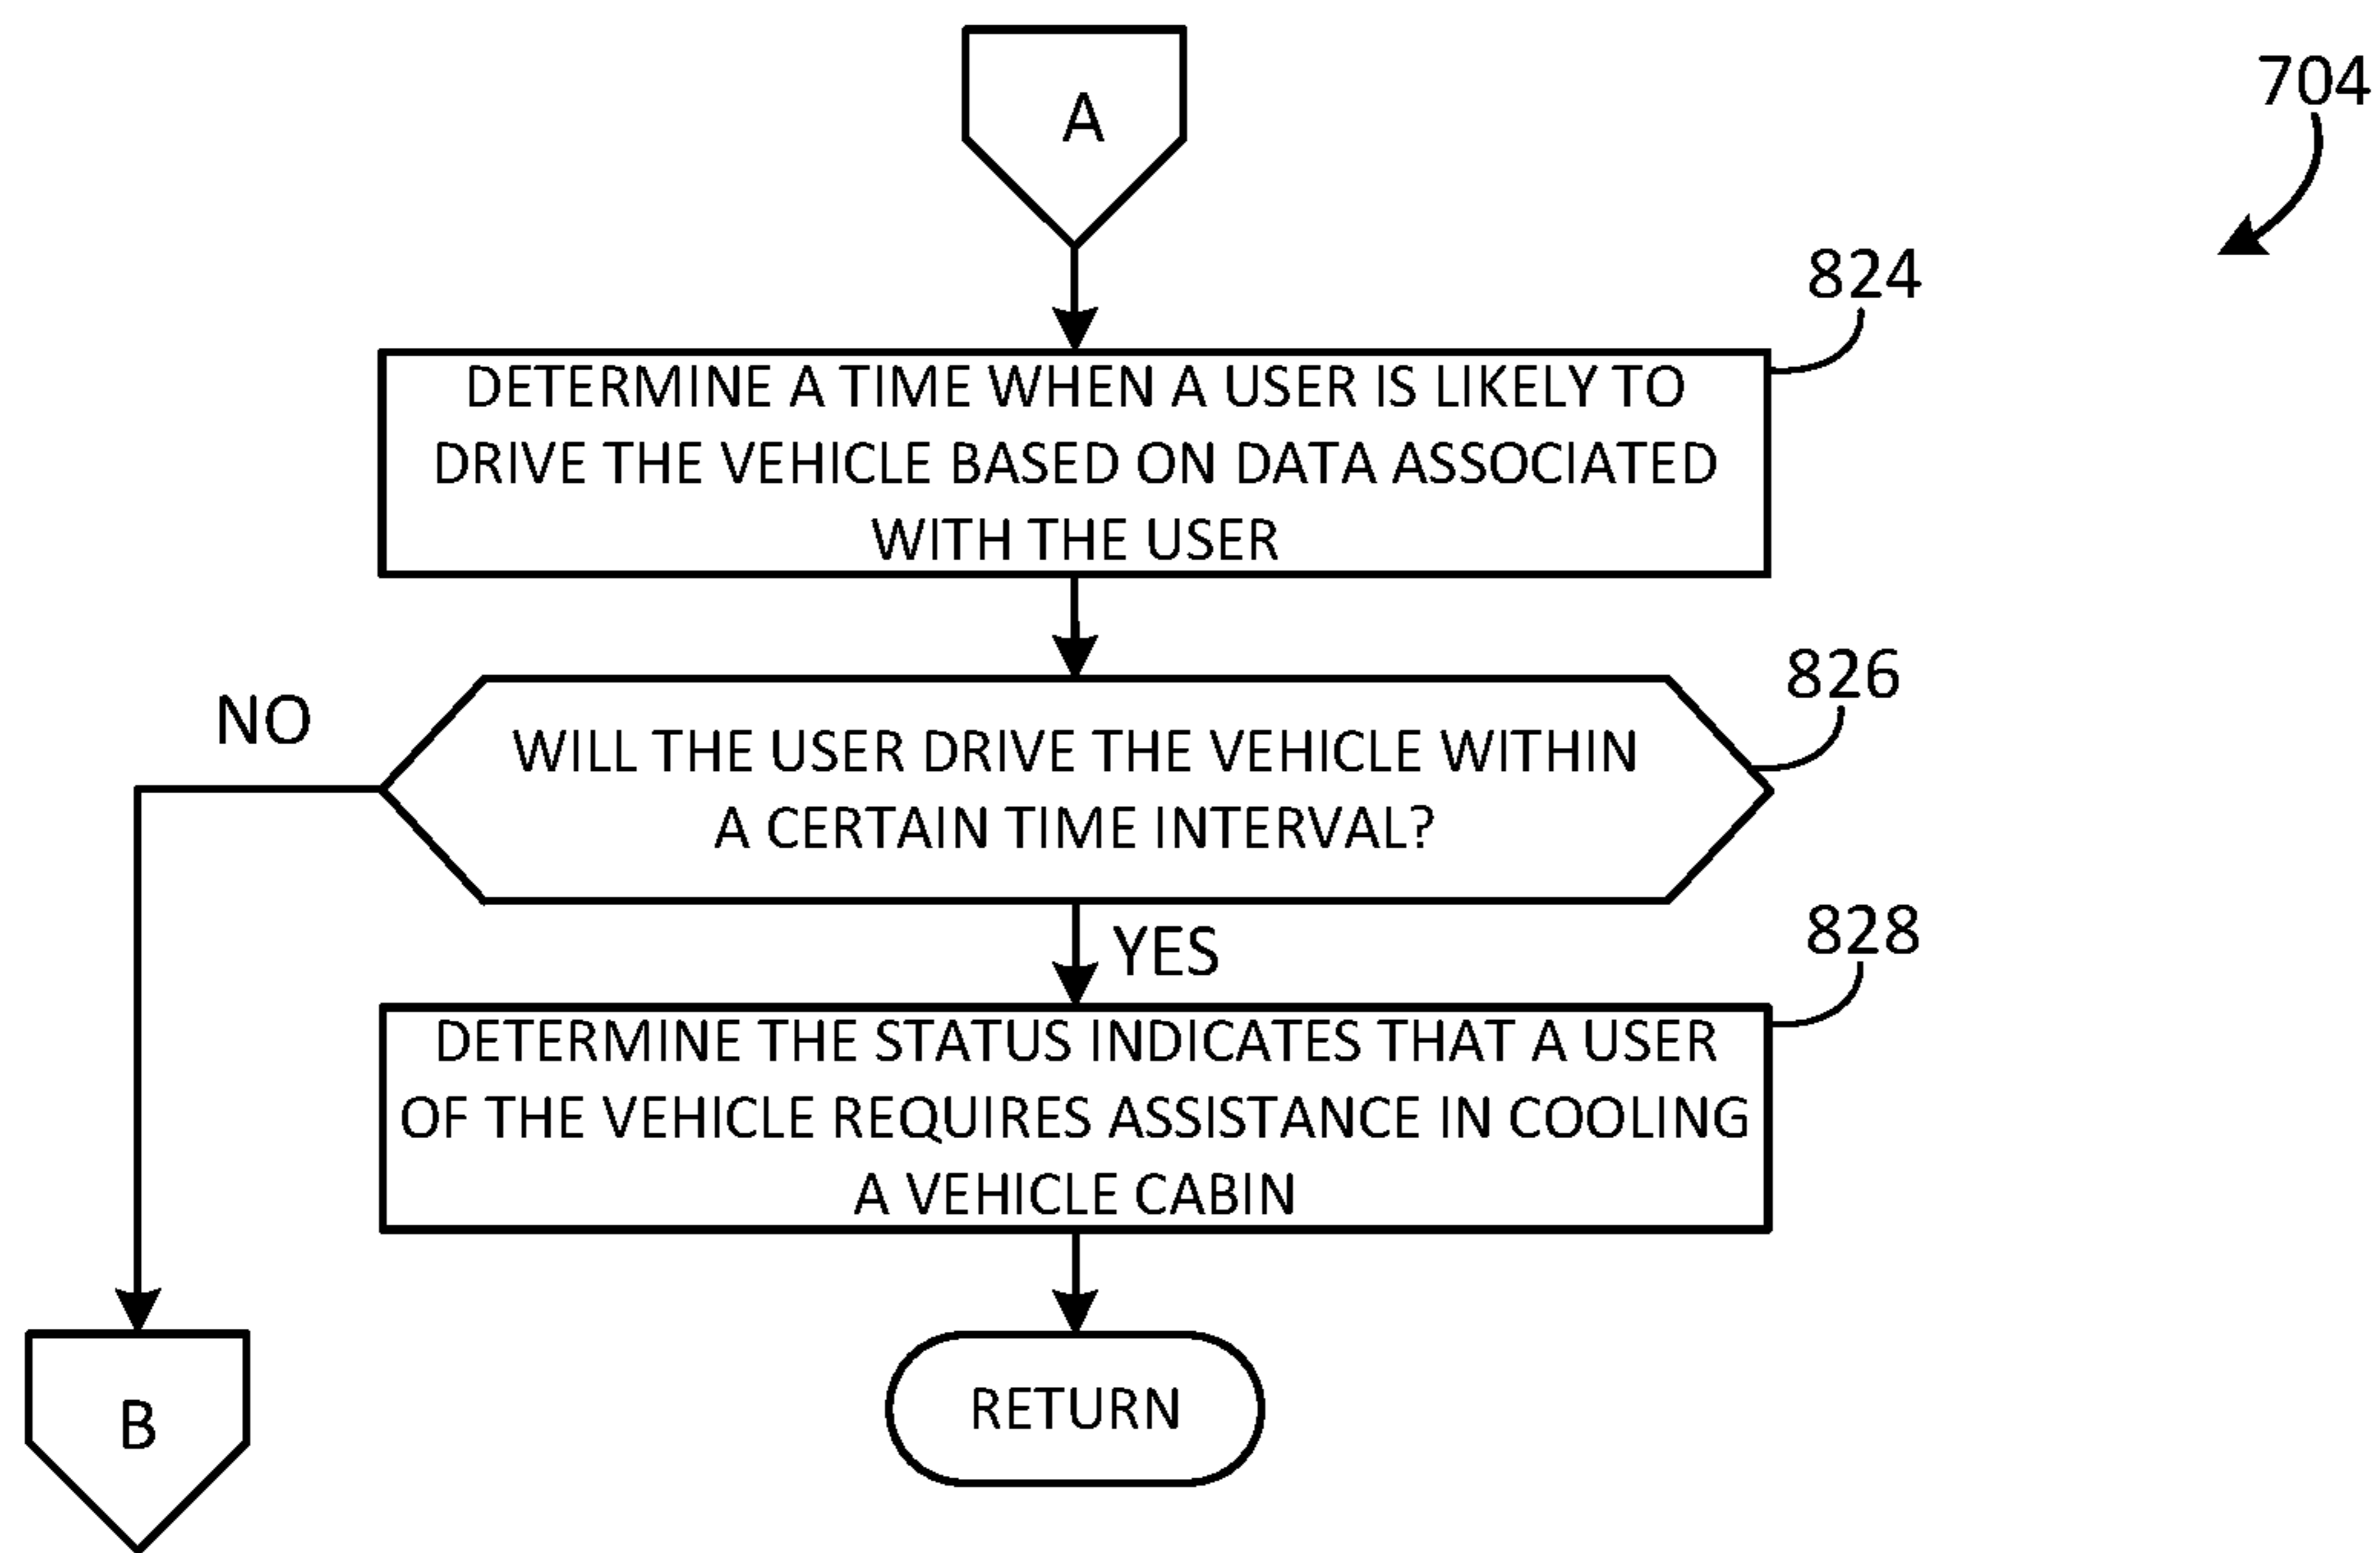 A
704
824
DETERMINE A TIME WHEN A USER IS LIKELY TO
DRIVE THE VEHICLE BASED ON DATA ASSOCIATED
WITH THE USER
826
NO
WILL THE USER DRIVE THE VEHICLE WITHIN
A CERTAIN TIME INTERVAL?
828
YES
DETERMINE THE STATUS INDICATES THAT A USER
OF THE VEHICLE REQUIRES ASSISTANCE IN COOLING
A VEHICLE CABIN
B
RETURN